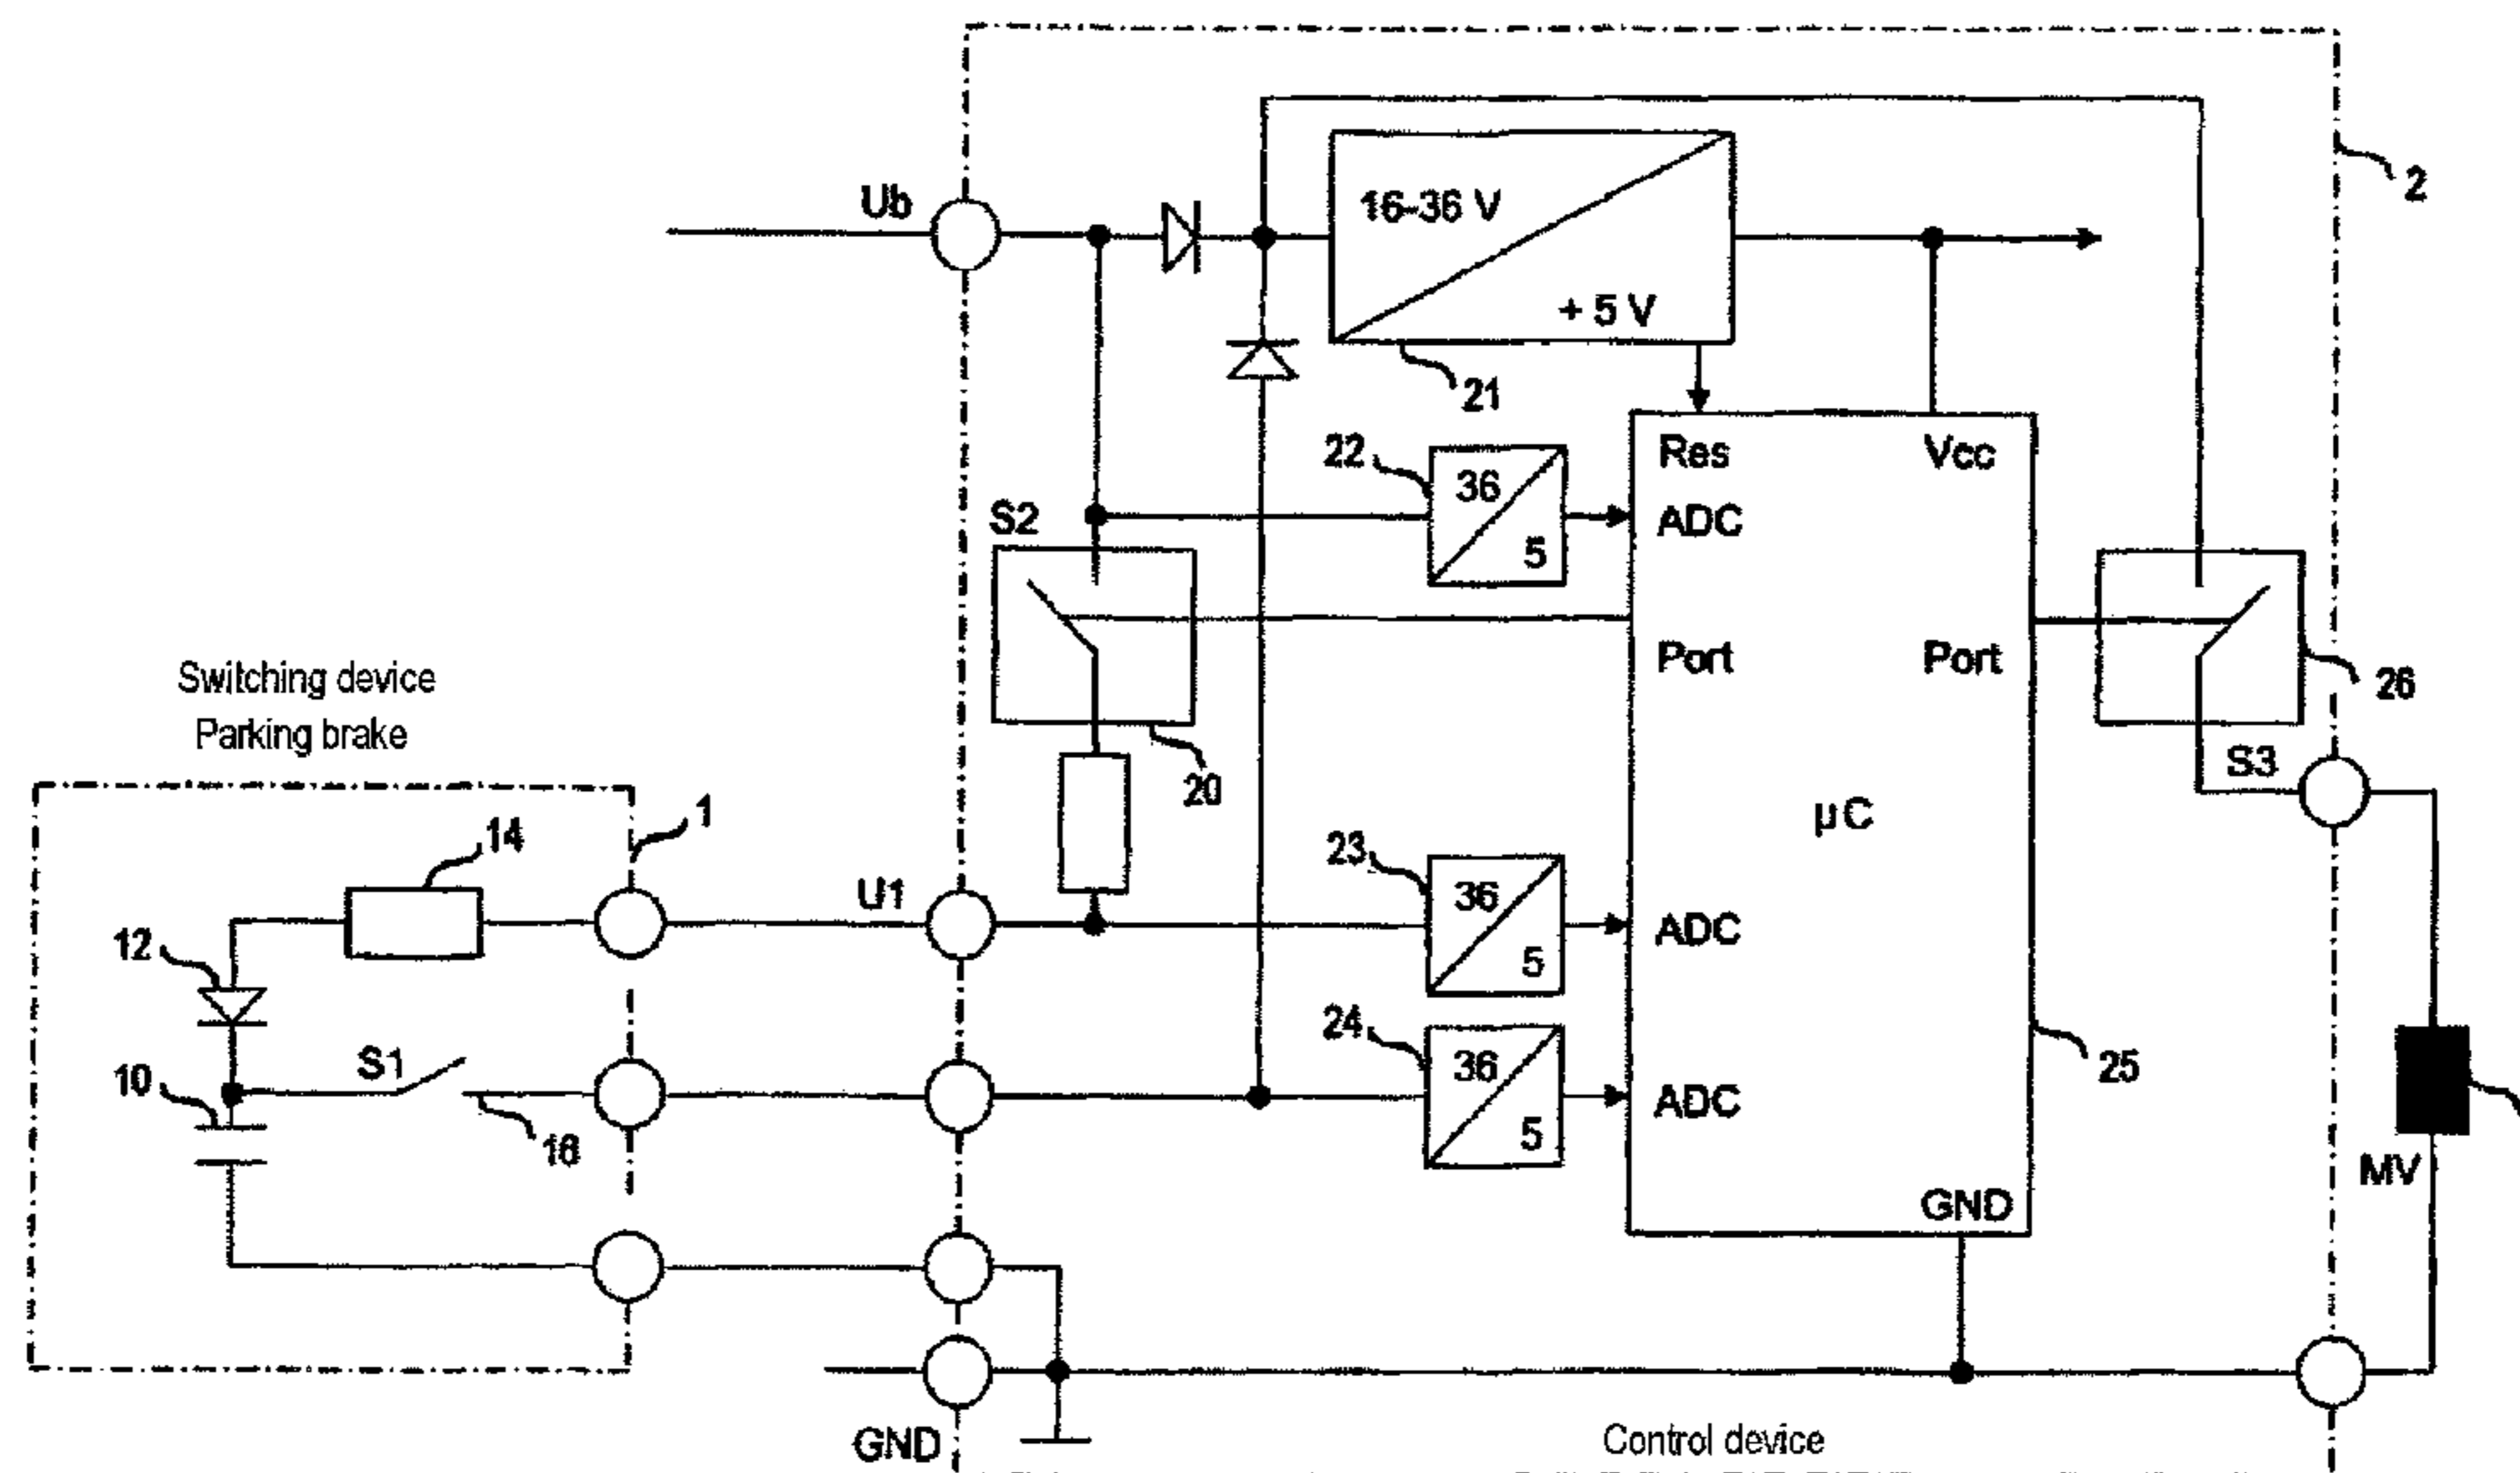 2
Ub
16-36 V
+ 5 V
21
22
36
5
Res
Vcc
ADC
S2
Port
Port
26
Switching device
Parking brake
20
S3
µC
1
14
23
36
5
U1
ADC
12
24
36
5
S1
10
16
ADC
25
MV
GND
GND
Control device